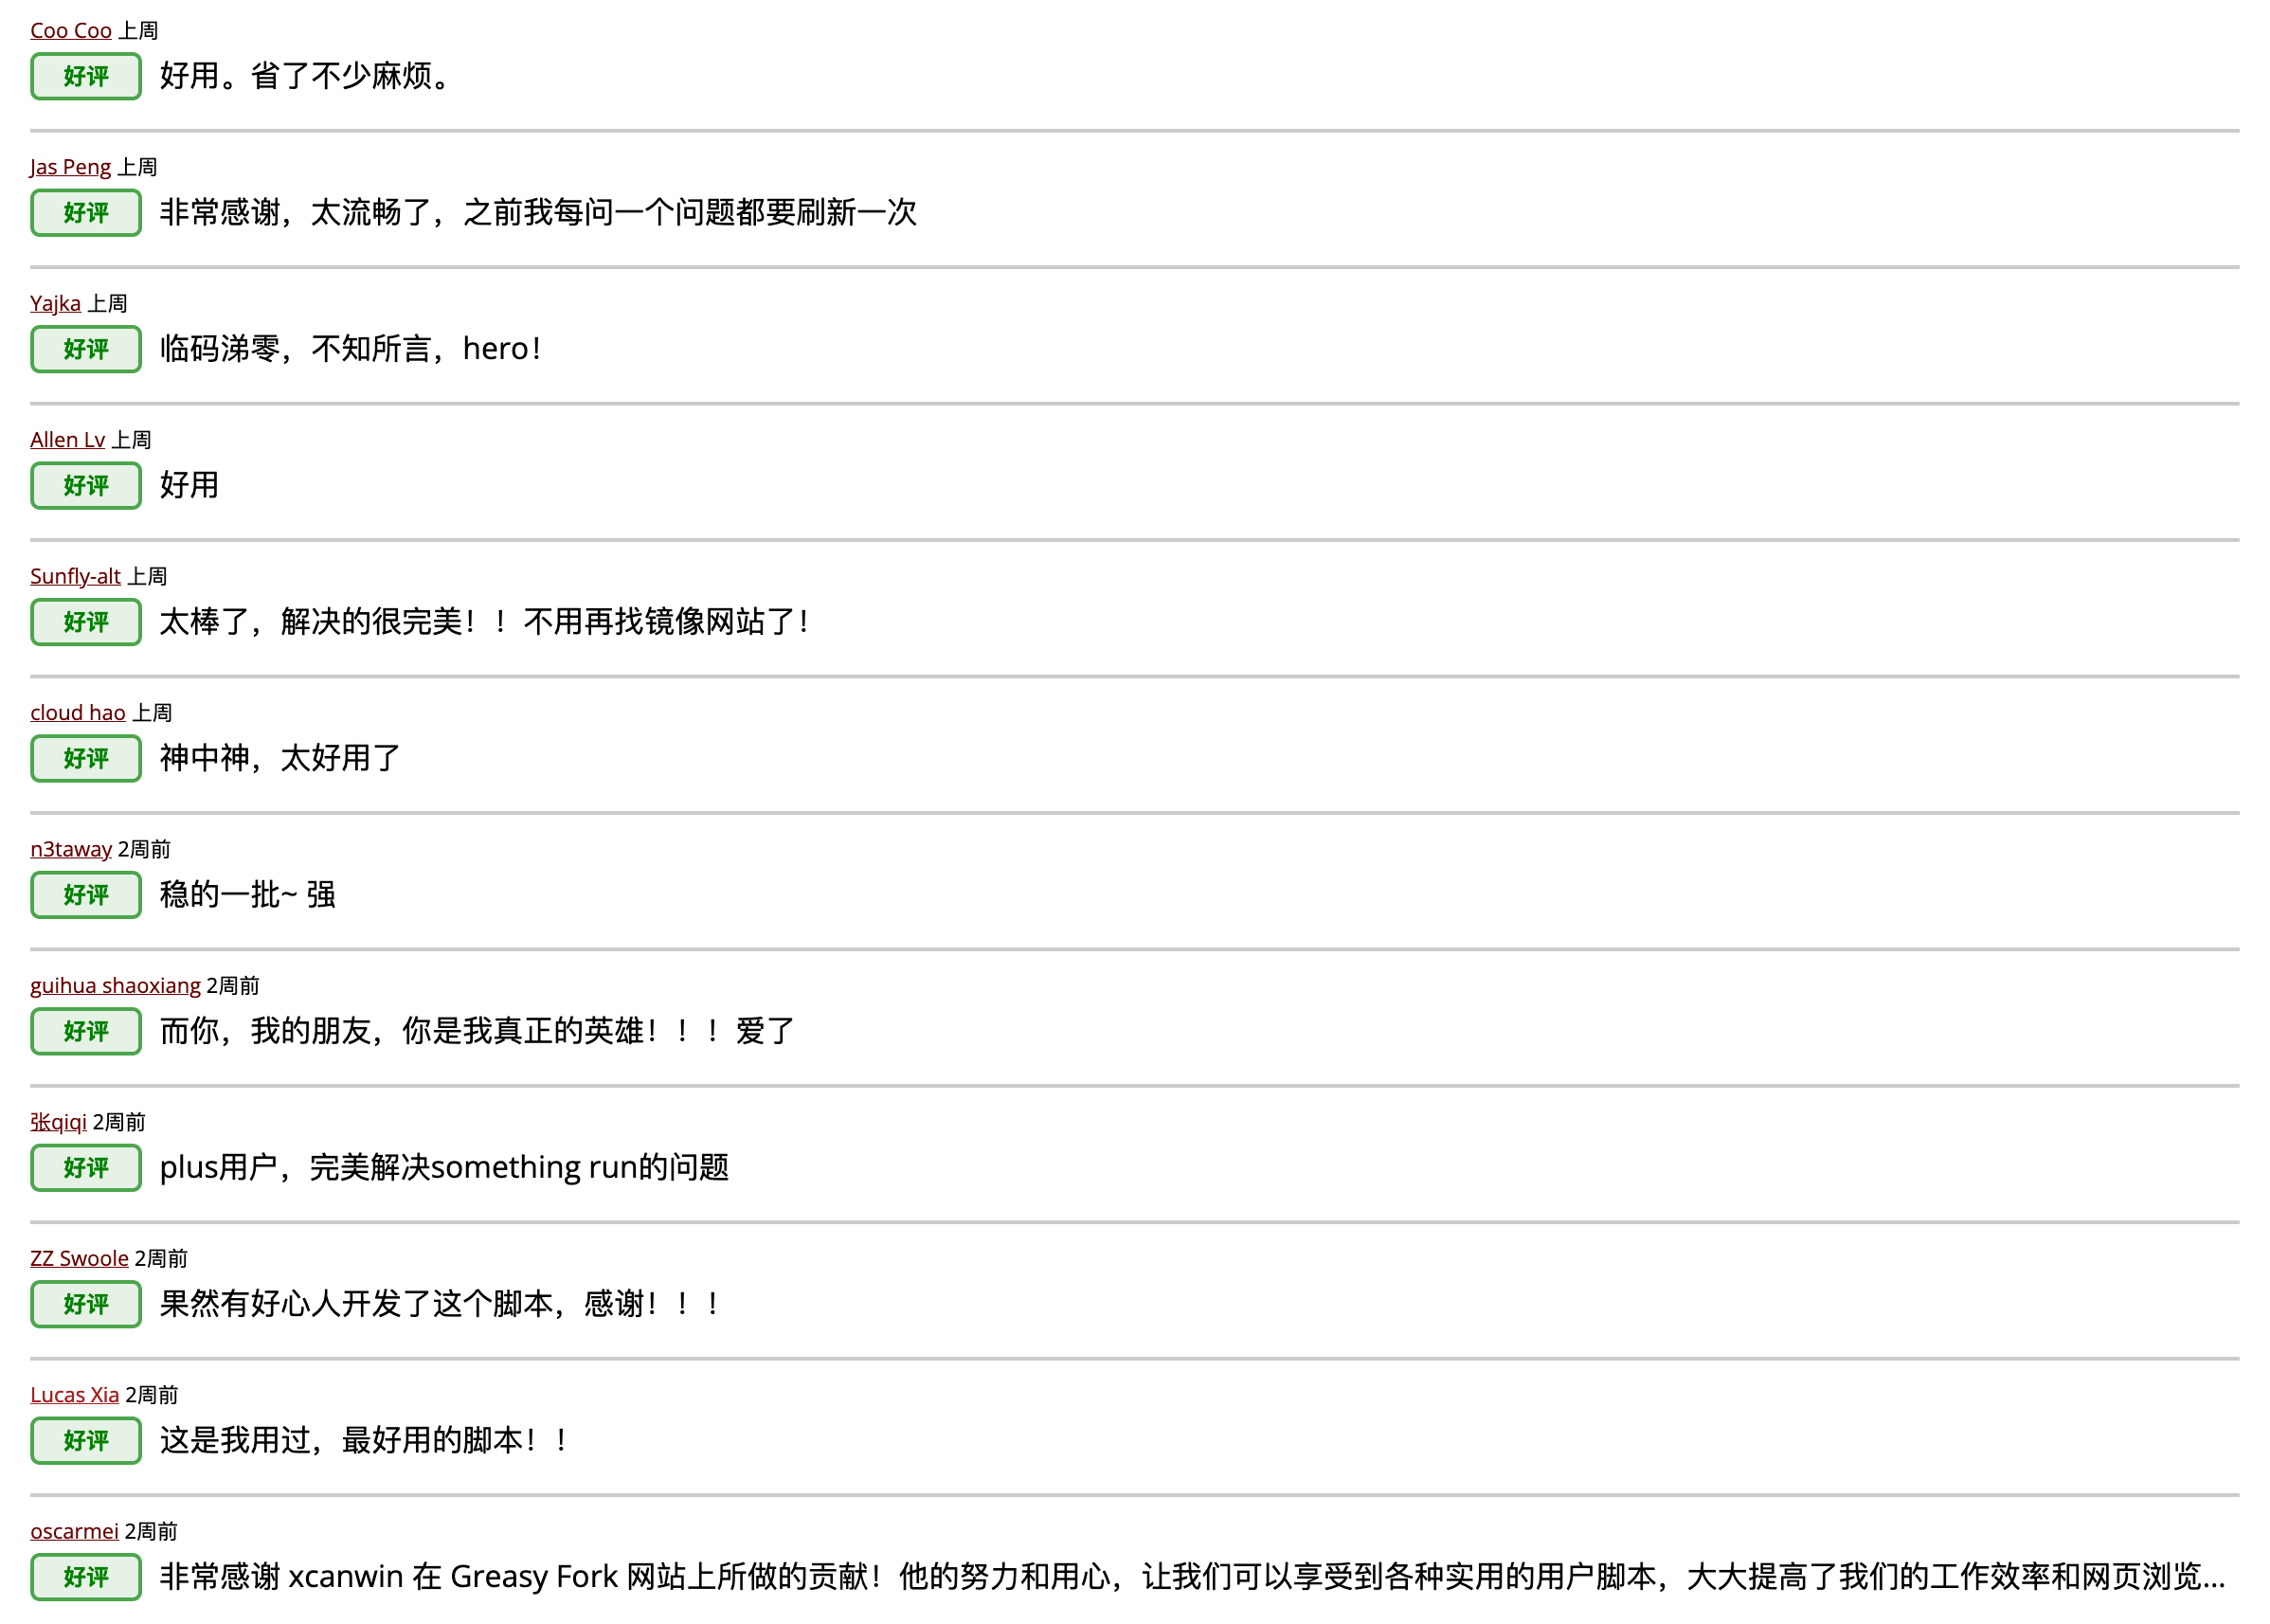 Coo Coo 上周
好评 好用。省了不少麻烦。
Jas Peng 上周
好评 非常感谢，太流畅了，之前我每问一个问题都要刷新一次
Yajka 上周
好评 临码涕零，不知所言，hero！
Allen Lv 上周
好评 好用
Sunfly-alt 上周
好评 太棒了，解决的很完美！！不用再找镜像网站了！
cloud hao 上周
好评 神中神，太好用了
n3taway 2周前
好评 稳的一批~ 强
guihua shaoxiang 2周前
好评 而你，我的朋友，你是我真正的英雄！！！爱了
张qiqi 2周前
好评 plus用户，完美解决something run的问题
ZZ Swoole 2周前
好评 果然有好心人开发了这个脚本，感谢！！！
Lucas Xia 2周前
好评 这是我用过，最好用的脚本！！
oscarmei 2周前
好评 非常感谢 xcanwin 在 Greasy Fork 网站上所做的贡献！他的努力和用心，让我们可以享受到各种实用的用户脚本，大大提高了我们的工作效率和网页浏览...